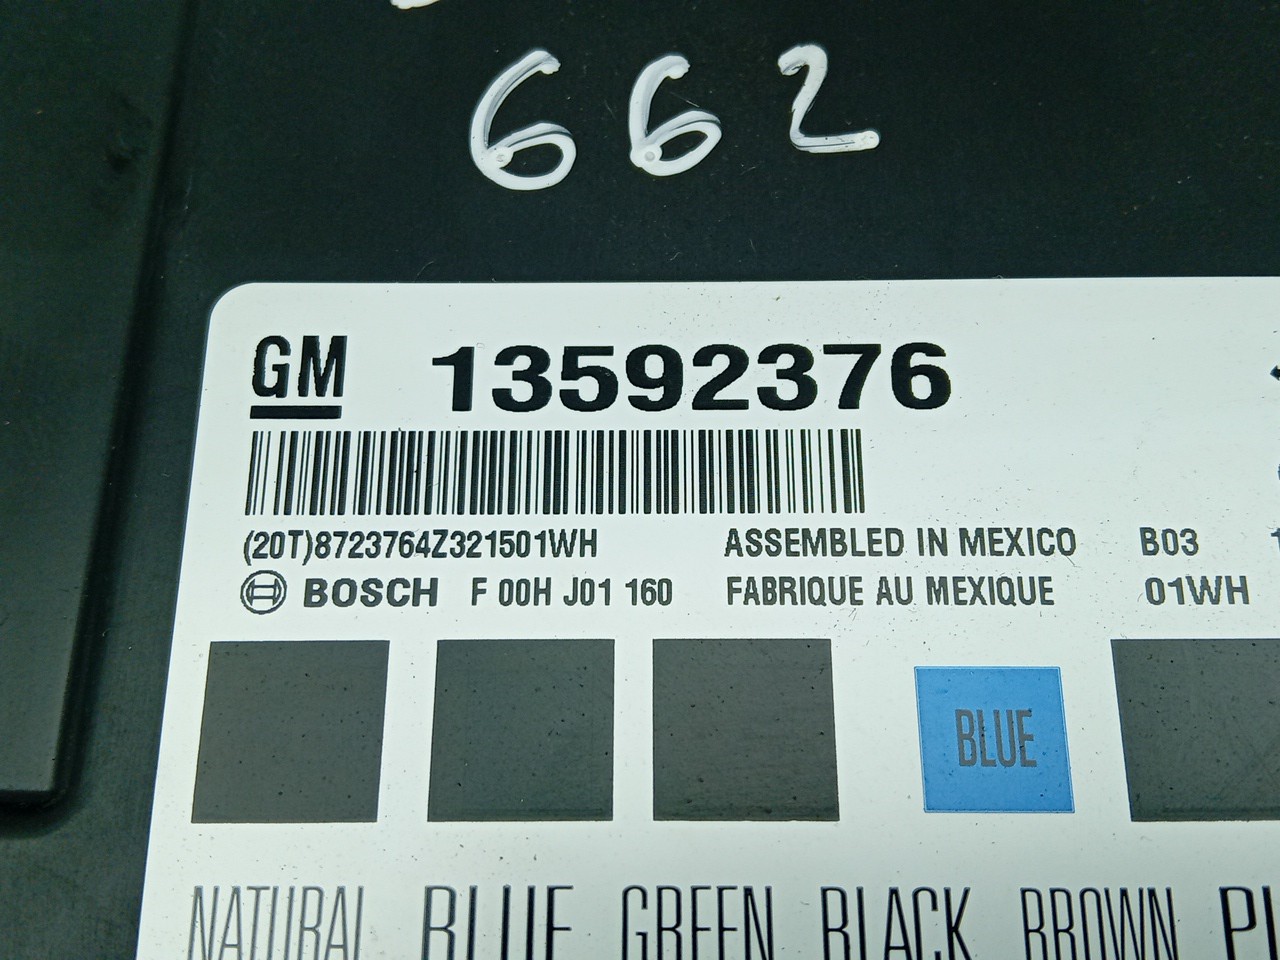 662
GM 13592376
(20T)8723764Z321501WH ASSEMBLED IN MEXICO B03
BOSCH F 00H J01 160 FABRIQUE AU MEXIQUE 01WH
BLUE
NATURAL BLUE GREEN BLACK BROWN